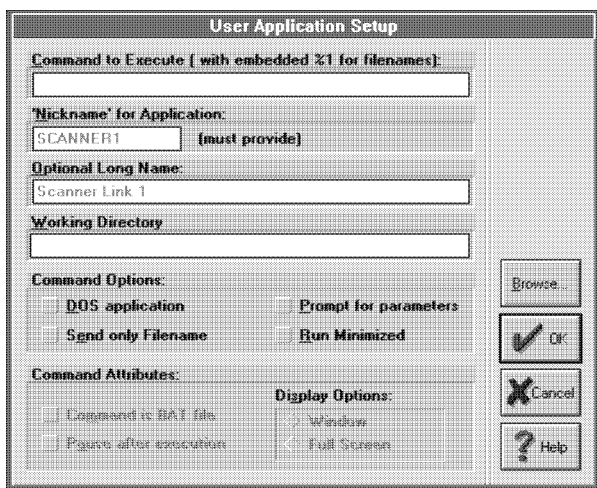 User Application Setup
Command to Execute ( with embedded %1 for filenames):
'Nickname' for Application:
SCANNER1 (must provide)
Optional Long Name:
Scanner Link 1
Working Directory
Command Options:
DOS application Prompt for parameters
Send only Filename Run Minimized
Command Attributes:
Display Options:
Command is BAT file Window
Pause after execution Full Screen
Browse...
OK
Cancel
Help